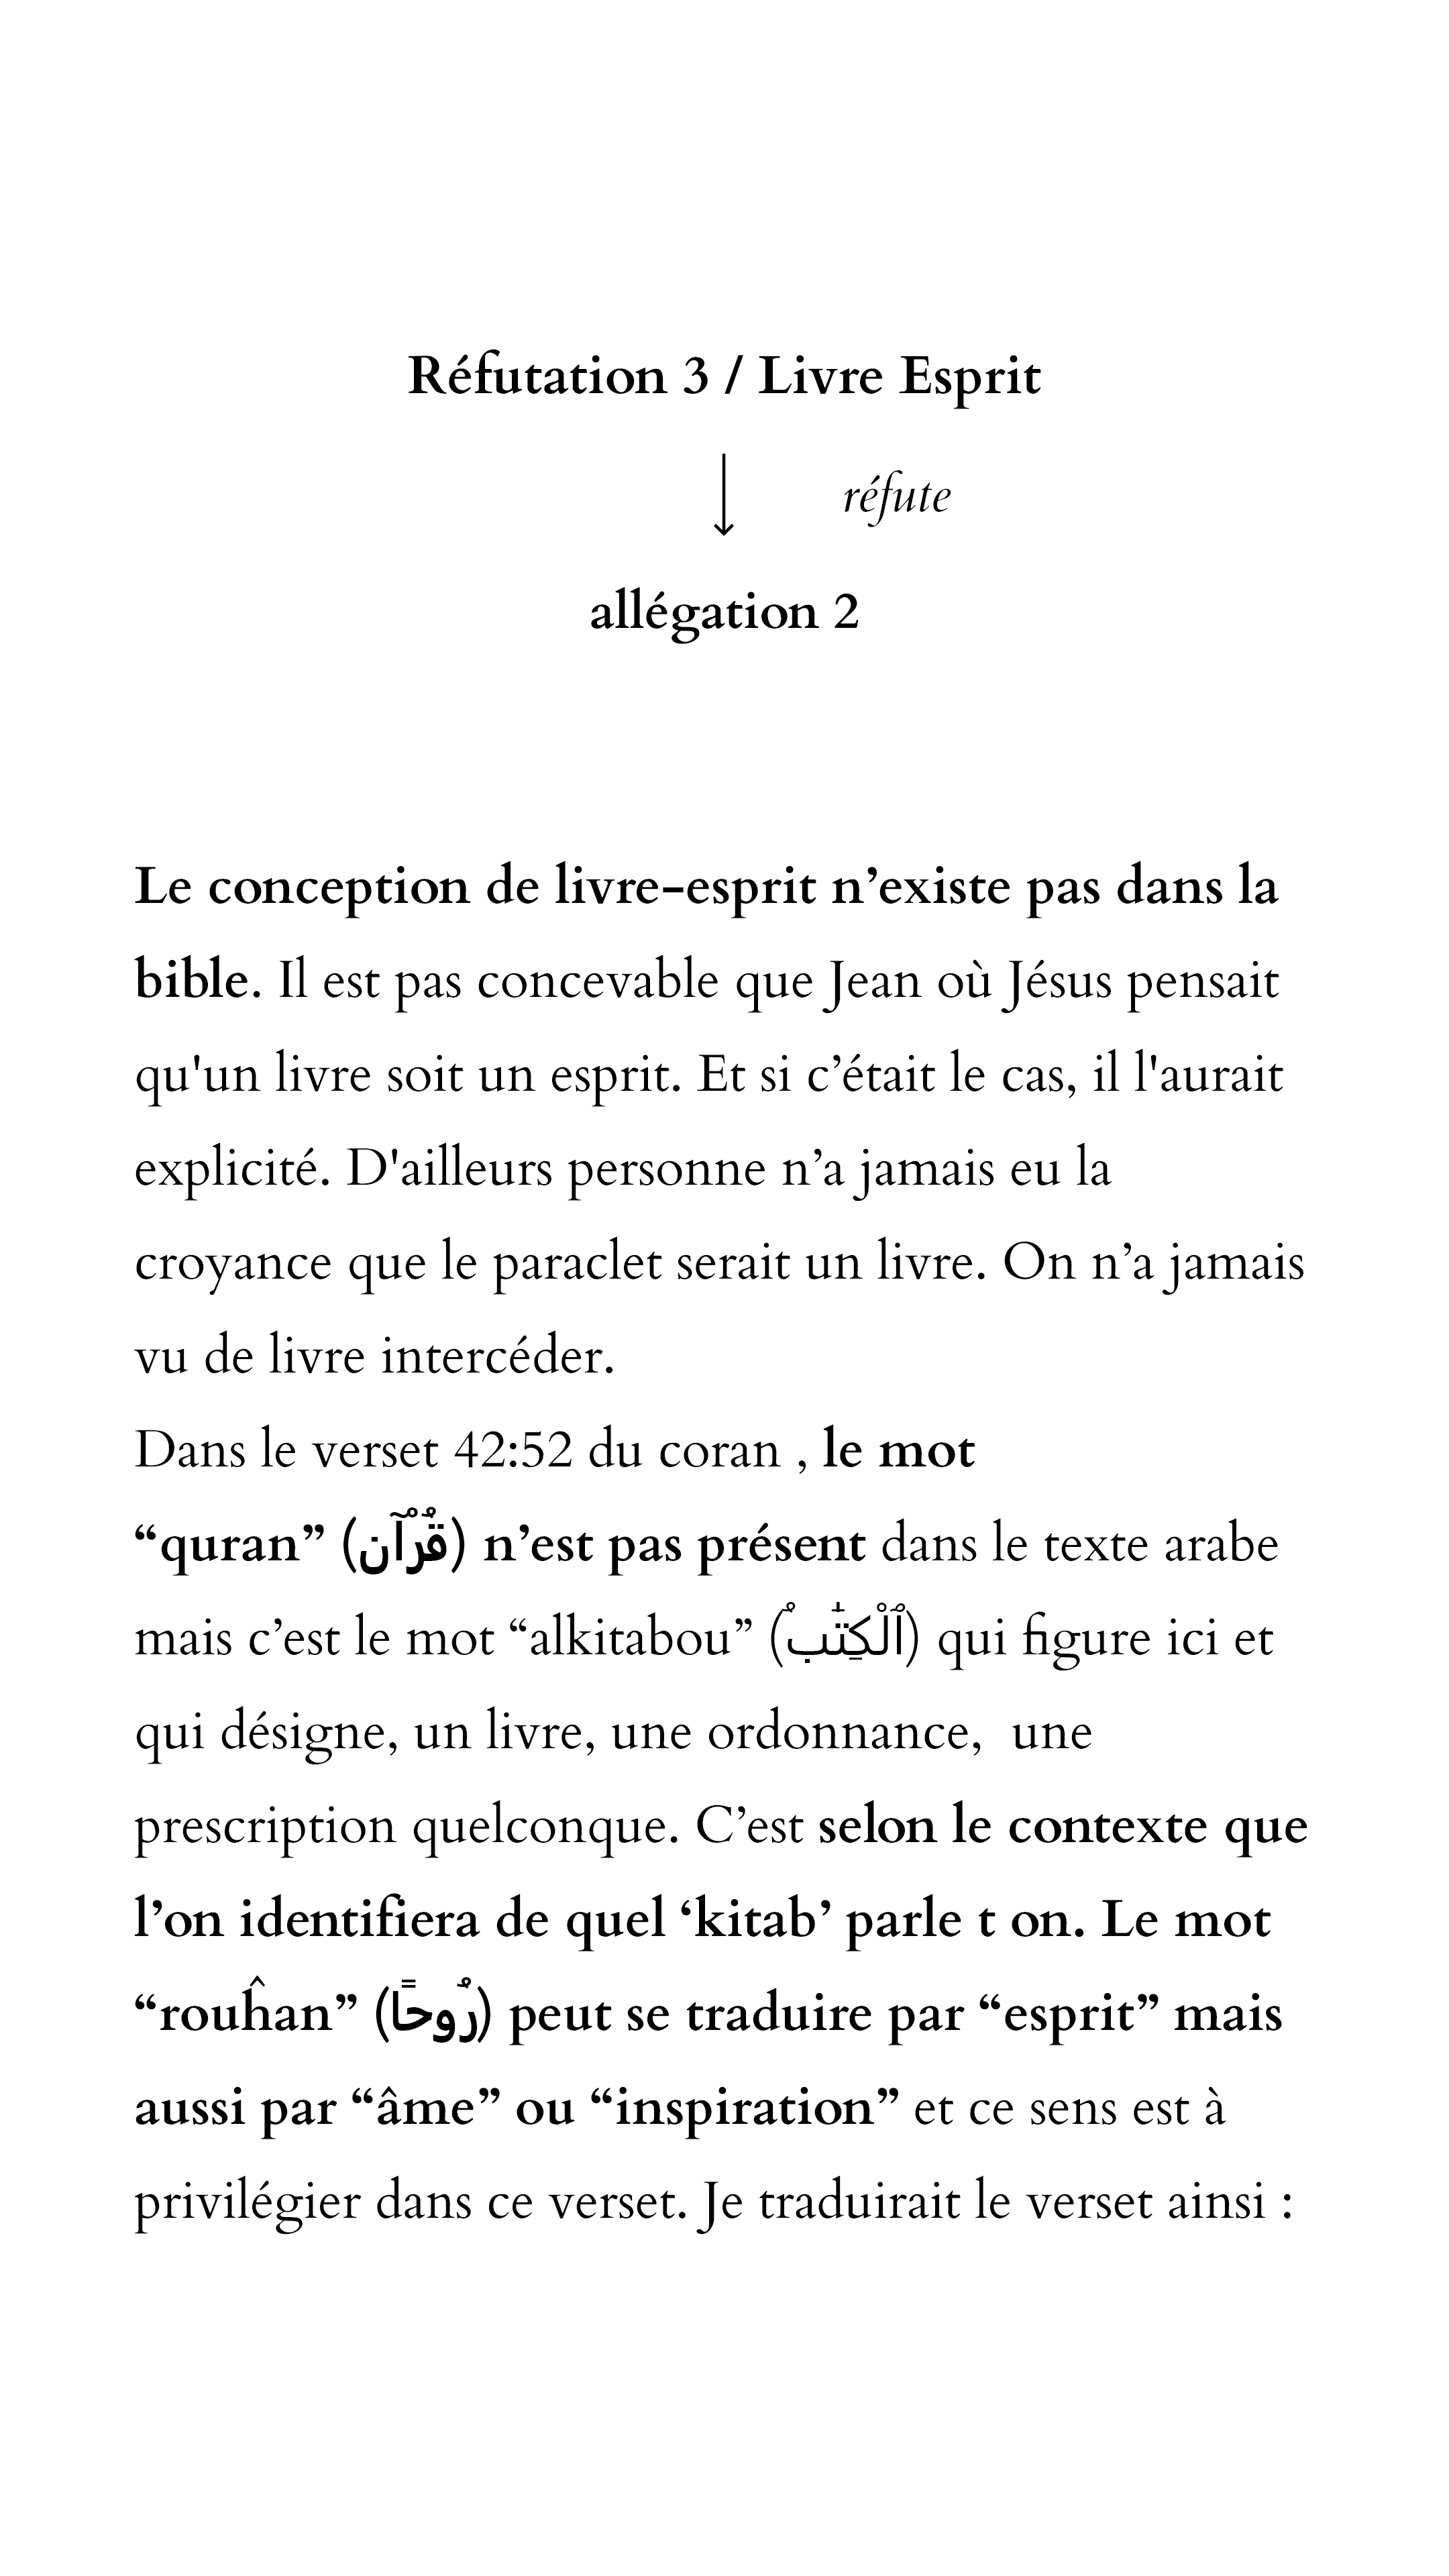 Réfutation 3 / Livre Esprit
réfute
allégation 2
Le conception de livre-esprit n’existe pas dans la
bible. Il est pas concevable que Jean où Jésus pensait
qu'un livre soit un esprit. Et si c’était le cas, il l'aurait
explicité. D'ailleurs personne n’a jamais eu la
croyance que le paraclet serait un livre. On n’a jamais
vu de livre intercéder.
Dans le verset 42:52 du coran , le mot
“quran” (قُرْآن) n’est pas présent dans le texte arabe
mais c’est le mot “alkitabou” (ٱلْكِتَٰبُ) qui figure ici et
qui désigne, un livre, une ordonnance,  une
prescription quelconque. C’est selon le contexte que
l’on identifiera de quel ‘kitab’ parle t on. Le mot
“rouĥan” (رُوحًا) peut se traduire par “esprit” mais
aussi par “âme” ou “inspiration” et ce sens est à
privilégier dans ce verset. Je traduirait le verset ainsi :